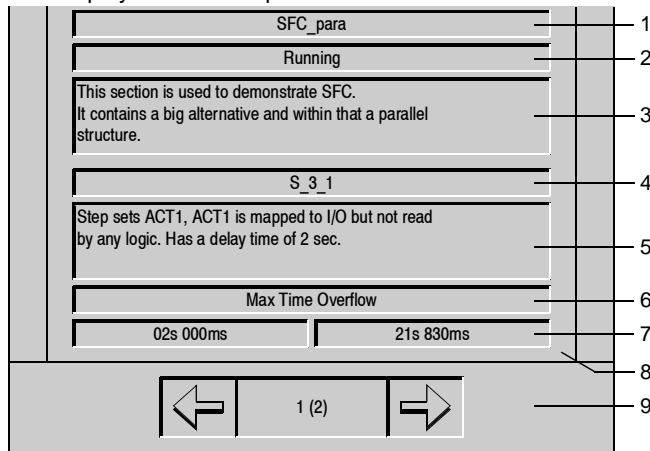 SFC_para 1
Running 2
This section is used to demonstrate SFC.
It contains a big alternative and within that a parallel 3
structure.
S_3_1 4
Step sets ACT1, ACT1 is mapped to I/O but not read
by any logic. Has a delay time of 2 sec. 5
Max Time Overflow 6
02s 000ms 21s 830ms 7
8
1 (2) 9